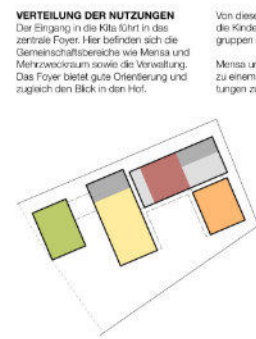 VERTEILUNG DER NUTZUNGEN
Der Eingang in die Kita führt in das
zentrale Foyer. Hier befinden sich die
Gemeinschaftsbereiche wie Mensa und
Mehrzweckraum sowie die Verwaltung.
Das Foyer bietet gute Orientierung und
zugleich den Blick in den Hof.
Von diese
die Kinde
gruppen
Mensa un
zu einem
tungen zu